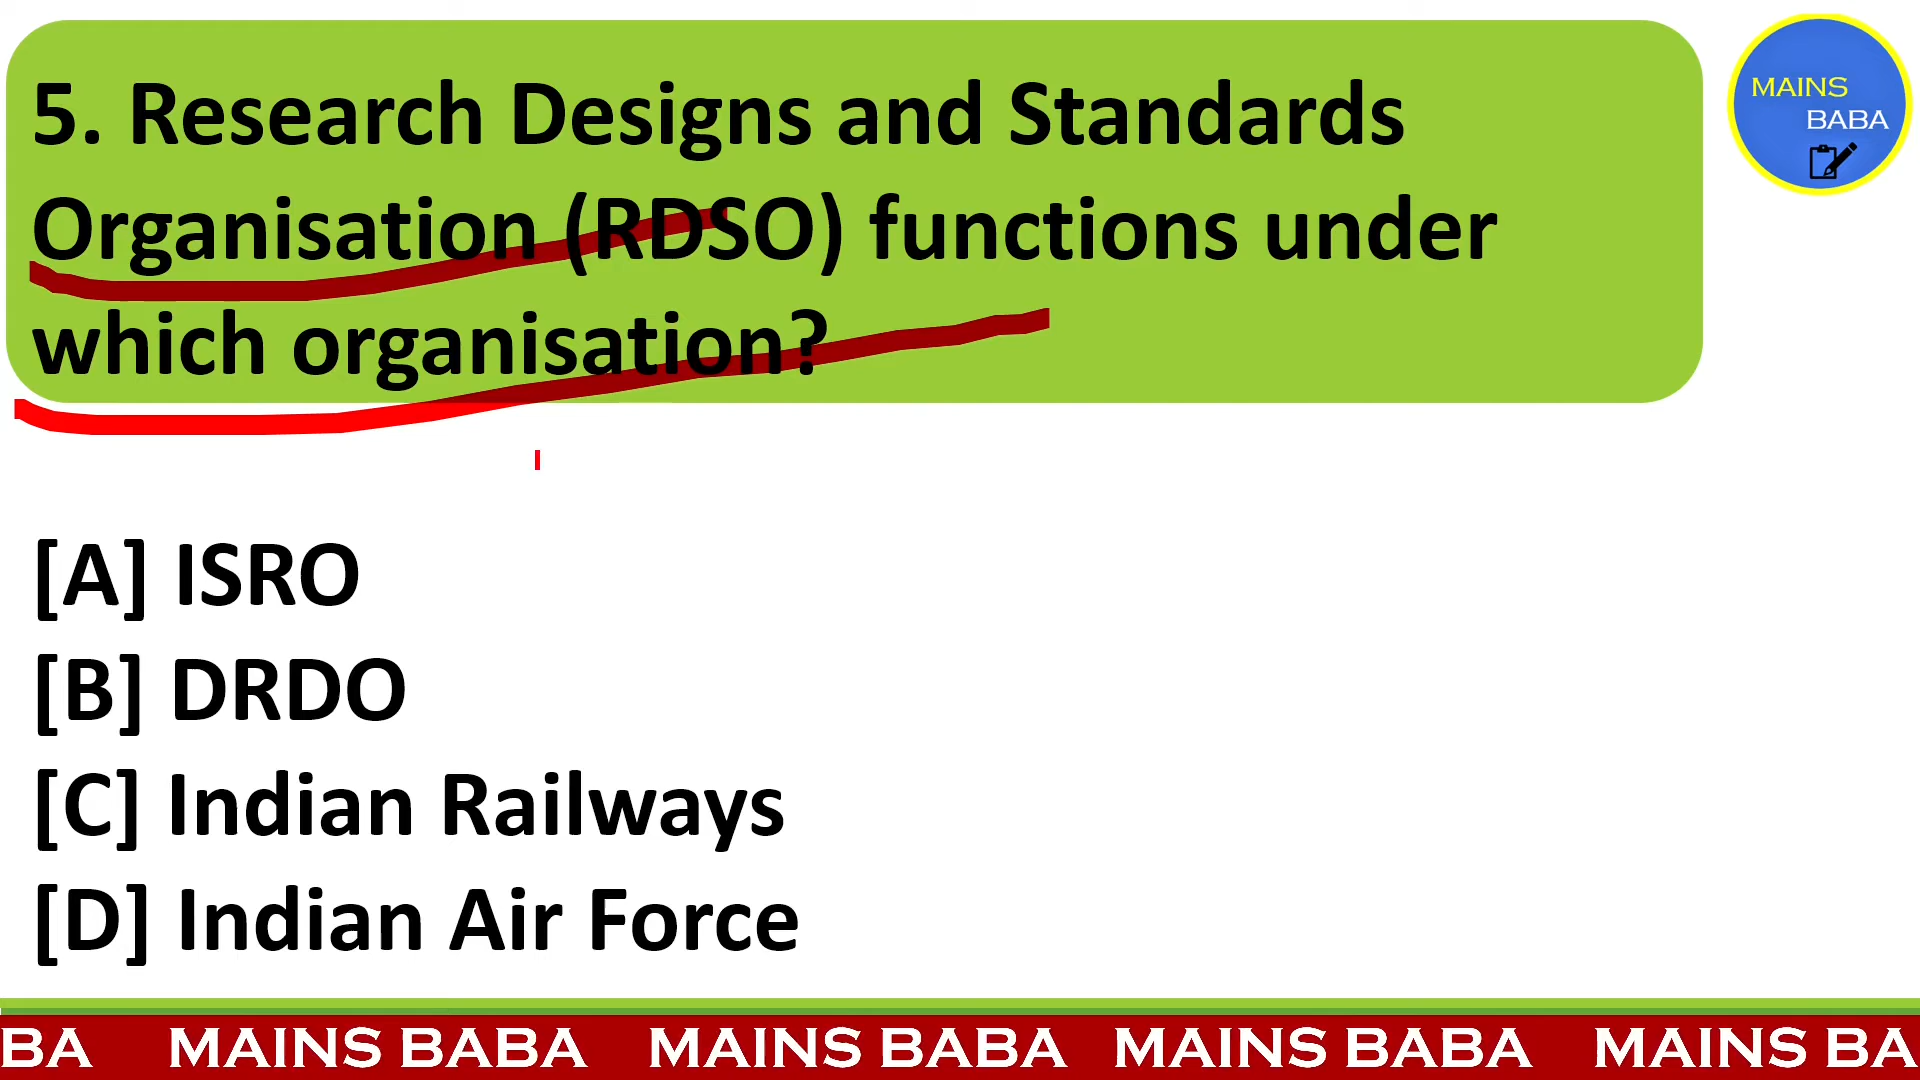 5. Research Designs and Standards
Organisation (RDSO) functions under
which organisation?
MAINS
BABA
[A] ISRO
[B] DRDO
[C] Indian Railways
[D] Indian Air Force
BA MAINS BABA MAINS BABA MAINS BABA MAINS BA